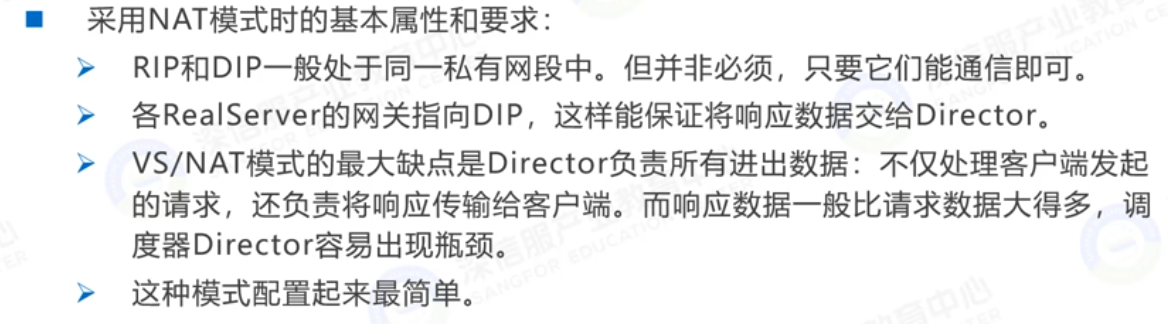 ■ 采用NAT模式时的基本属性和要求：
➢ RIP和DIP一般处于同一私有网段中。但并非必须，只要它们能通信即可。
➢ 各RealServer的网关指向DIP，这样能保证将响应数据交给Director。
➢ VS/NAT模式的最大缺点是Director负责所有进出数据：不仅处理客户端发起
的请求，还负责将响应传输给客户端。而响应数据一般比请求数据大得多，调
度器Director容易出现瓶颈。
➢ 这种模式配置起来最简单。